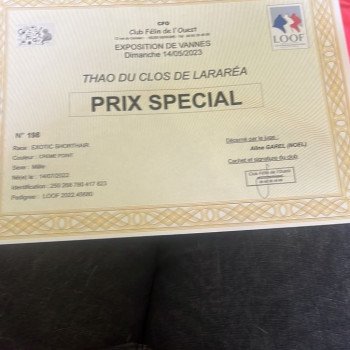 CFO
Club Félin de l'Ouest
EXPOSITION DE VANNES
Dimanche 14/05/2023
LOOF
THAO DU CLOS DE LARARÉA
PRIX SPECIAL
N° 198
Race : EXOTIC SHORTHAIR
Couleur : CREME POINT
Sexe : Mâle
Né(e) le : 14/07/2022
Identification : 250 268 780 417 623
Pedigree : LOOF 2022.45680
Décerné par le juge :
Aline GAREL (NOEL)
Cachet et signature du club
Club Félin de l'Ouest